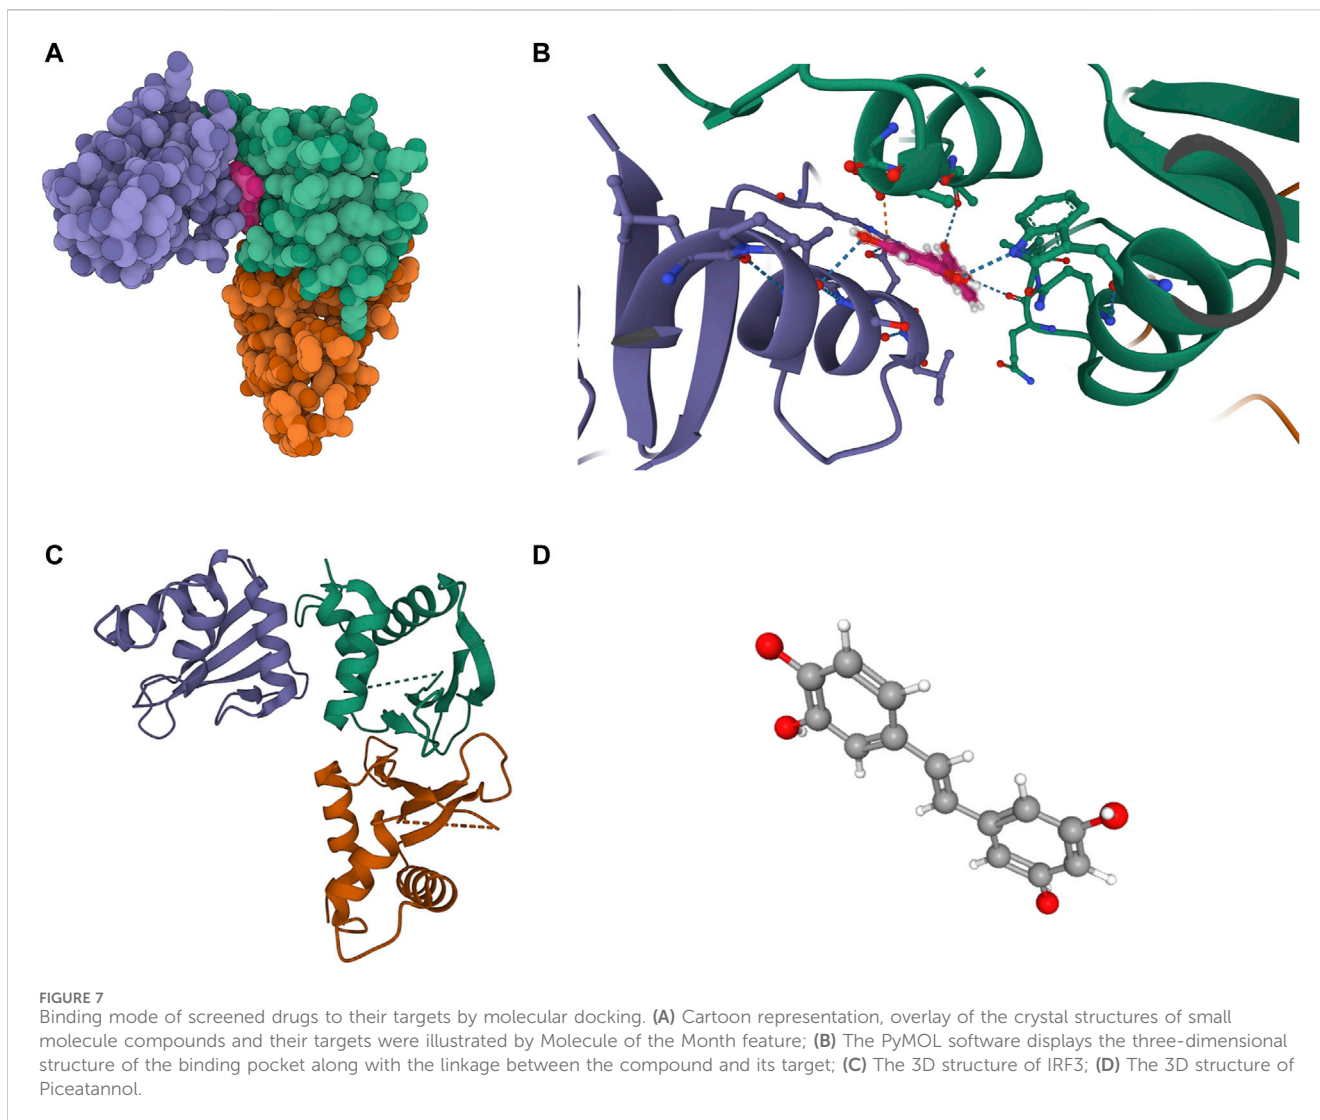 A
B
C
D
FIGURE 7
Binding mode of screened drugs to their targets by molecular docking. (A) Cartoon representation, overlay of the crystal structures of small
molecule compounds and their targets were illustrated by Molecule of the Month feature; (B) The PyMOL software displays the three-dimensional
structure of the binding pocket along with the linkage between the compound and its target; (C) The 3D structure of IRF3; (D) The 3D structure of
Piceatannol.